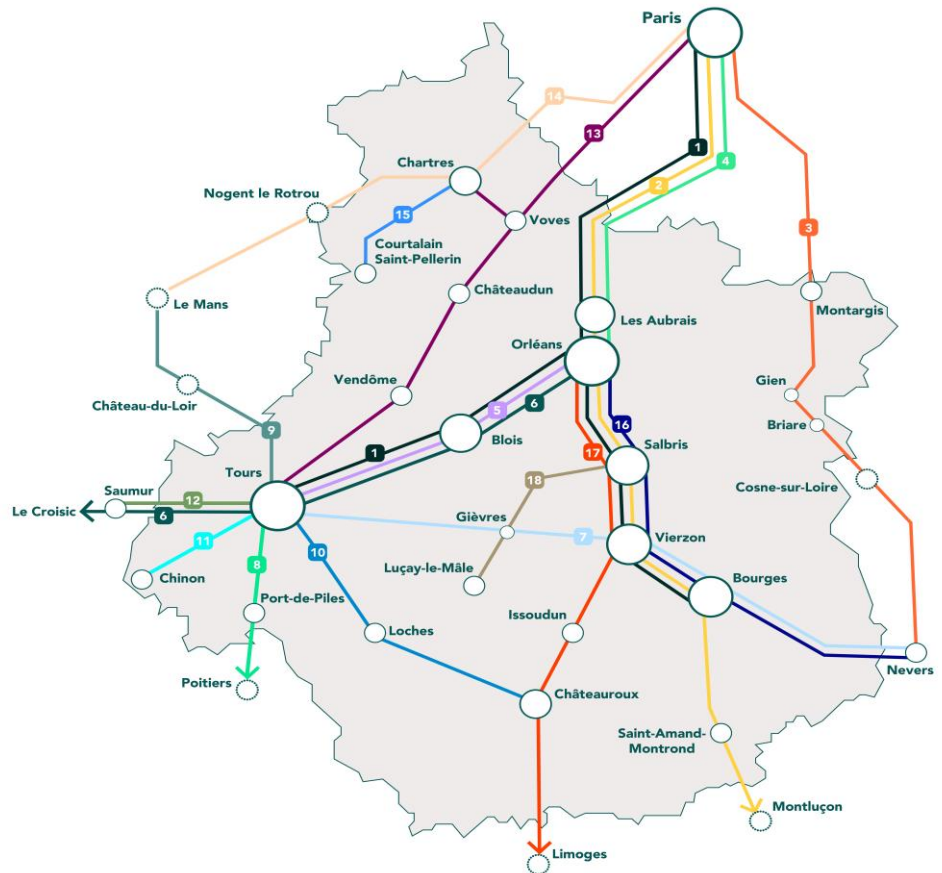 Paris
14
13
1
4
Chartres
2
Nogent le Rotrou
15
Voves
3
Courtalain
Saint-Pellerin
Châteaudun
Le Mans
Montargis
Les Aubrais
Orléans
Vendôme
Gien
Château-du-Loir
5
6
Briare
9
16
Blois
17
Salbris
1
Tours
18
Cosne-sur-Loire
Saumur
12
Le Croisic
6
Gièvres
11
10
7
Vierzon
8
Chinon
Luçay-le-Mâle
Bourges
Port-de-Piles
Issoudun
Loches
Nevers
Poitiers
Châteauroux
Saint-Amand-
Montrond
Montluçon
Limoges